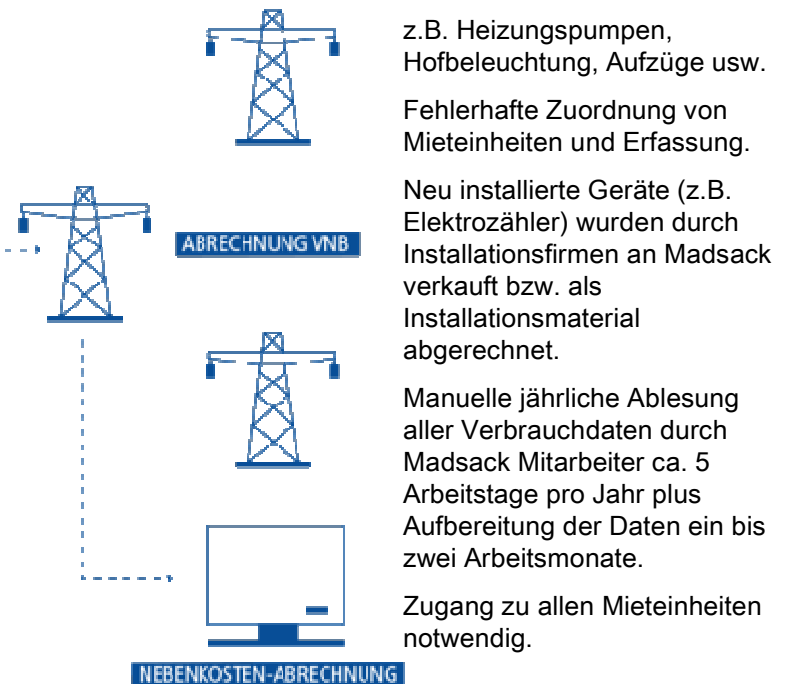 z.B. Heizungspumpen,
Hofbeleuchtung, Aufzüge usw.
Fehlerhafte Zuordnung von
Mieteinheiten und Erfassung.
Neu installierte Geräte (z.B.
Elektrozähler) wurden durch
Installationsfirmen an Madsack
verkauft bzw. als
Installationsmaterial
abgerechnet.
Manuelle jährliche Ablesung
aller Verbrauchdaten durch
Madsack Mitarbeiter ca. 5
Arbeitstage pro Jahr plus
Aufbereitung der Daten ein bis
zwei Arbeitsmonate.
Zugang zu allen Mieteinheiten
notwendig.
ABRECHNUNG VNB
NEBENKOSTEN-ABRECHNUNG